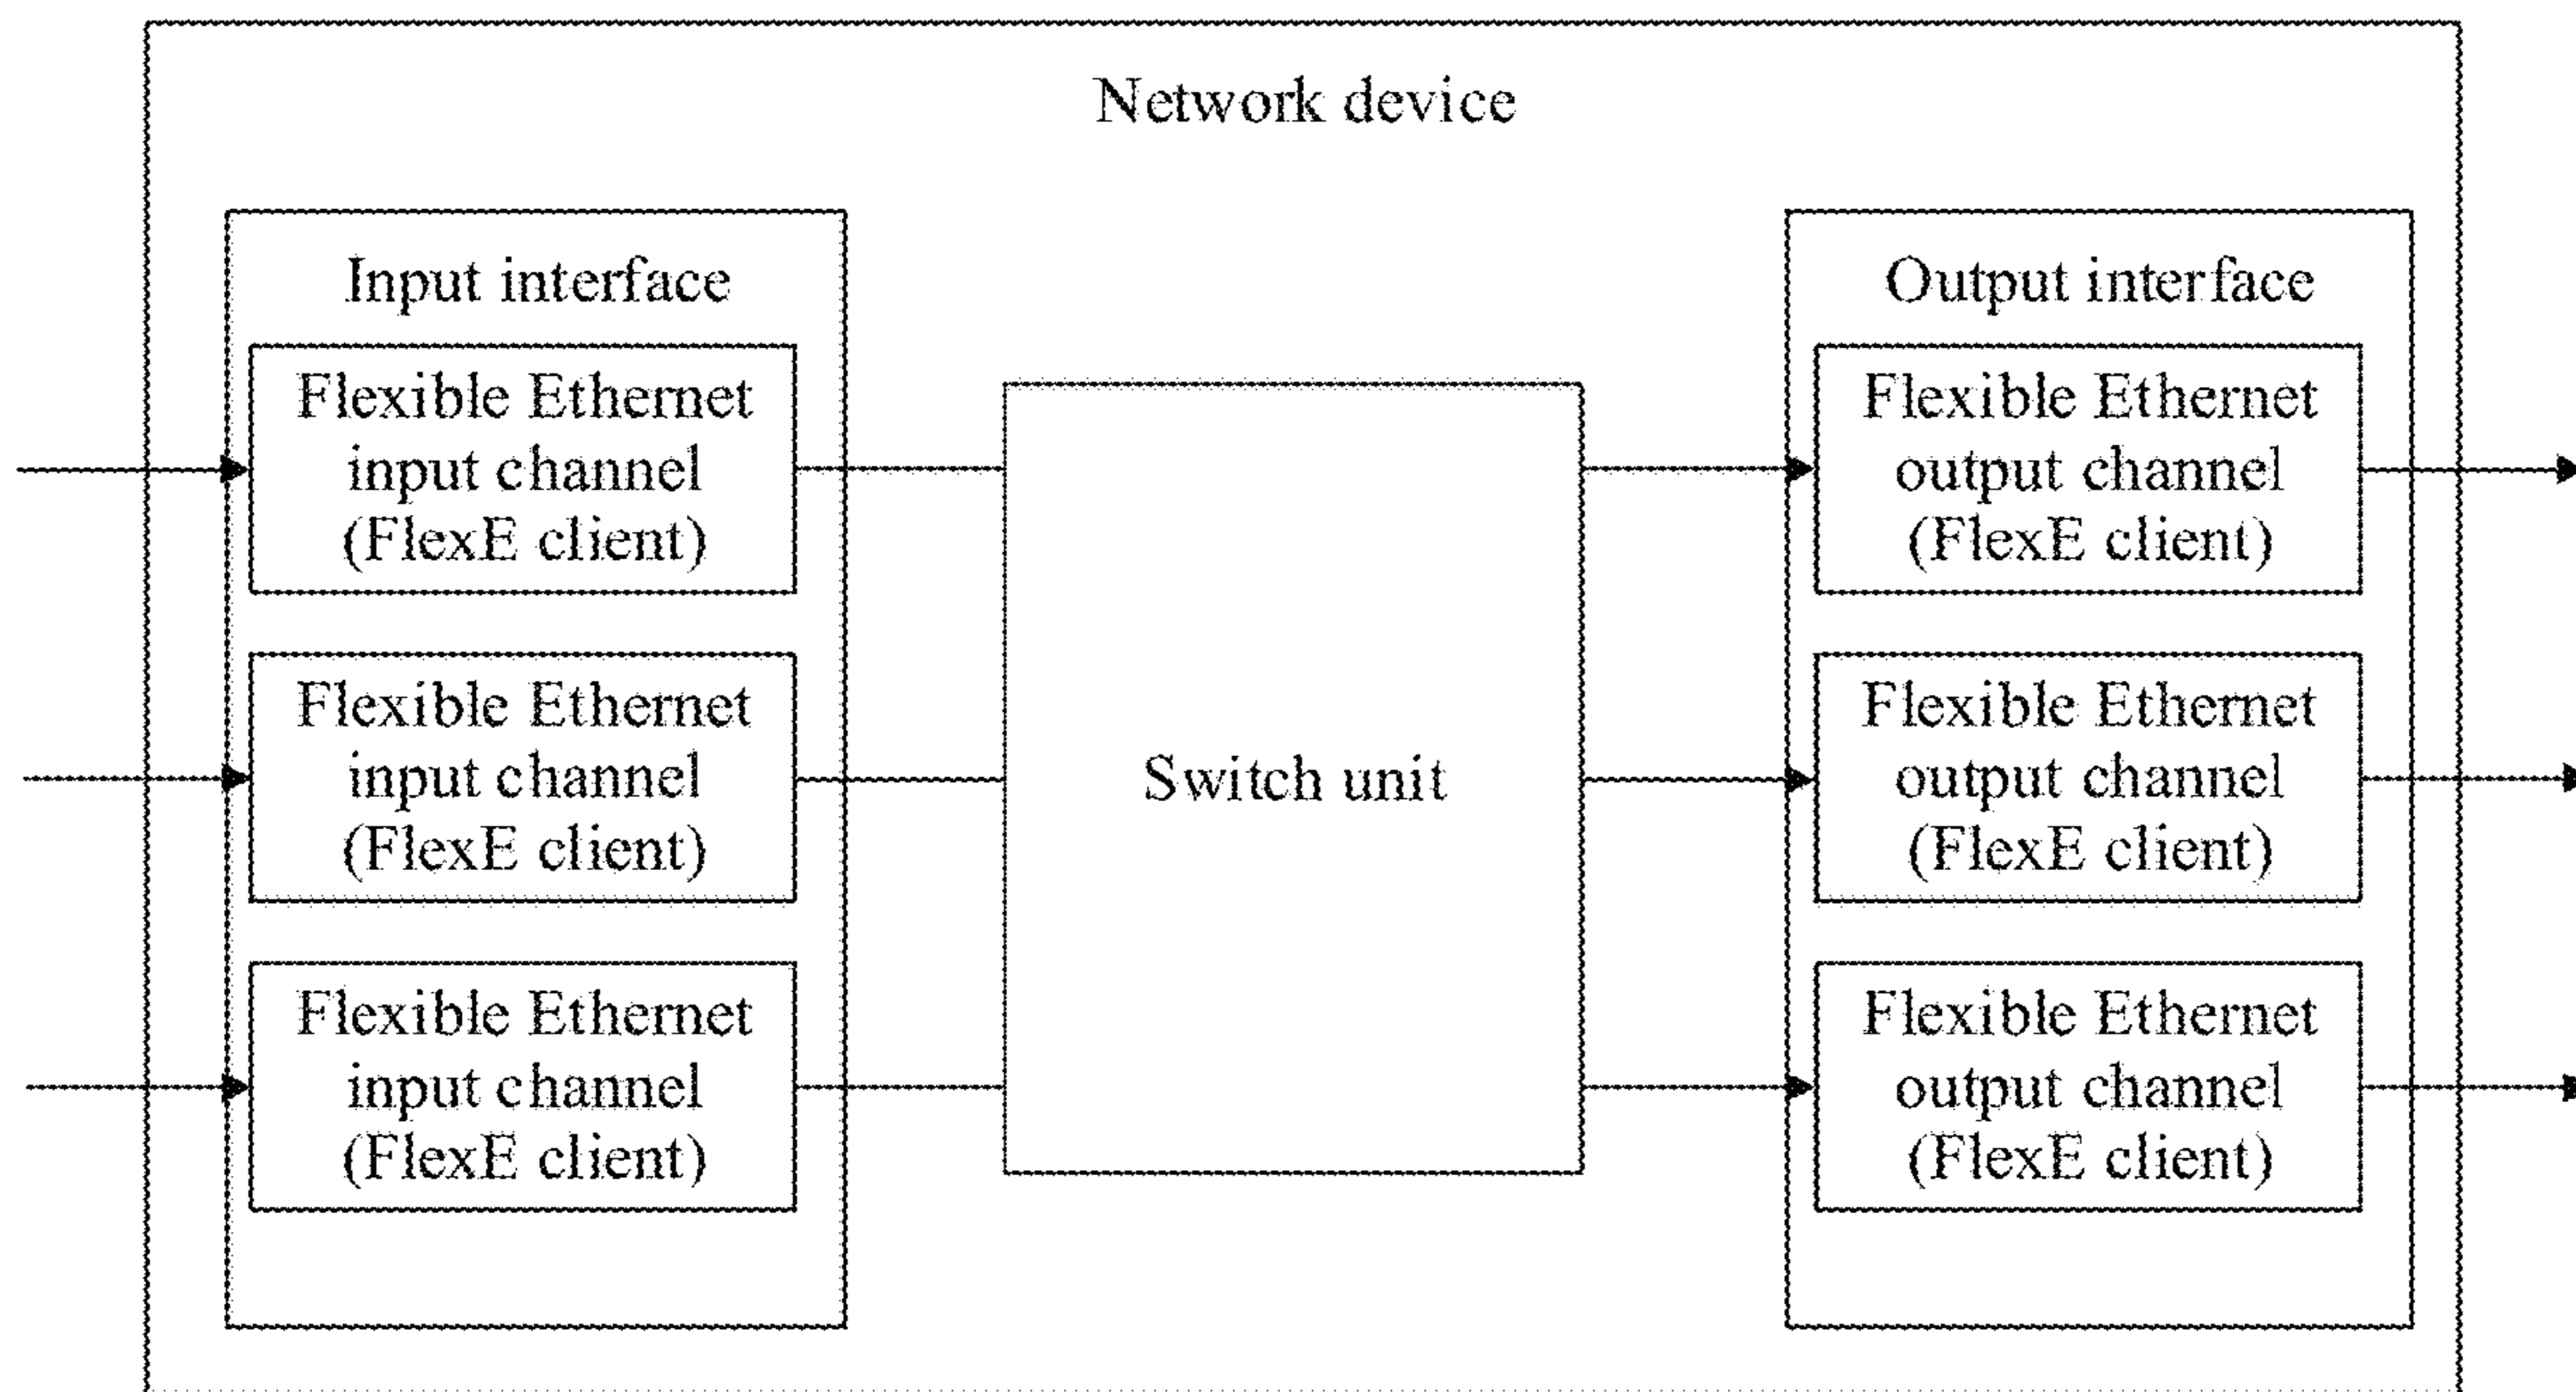 Network device
Input interface
Flexible Ethernet
input channel
(FlexE client)
Flexible Ethernet
input channel
(FlexE client)
Flexible Ethernet
input channel
(FlexE client)
Switch unit
Output interface
Flexible Ethernet
output channel
(FlexE client)
Flexible Ethernet
output channel
(FlexE client)
Flexible Ethernet
output channel
(FlexE client)